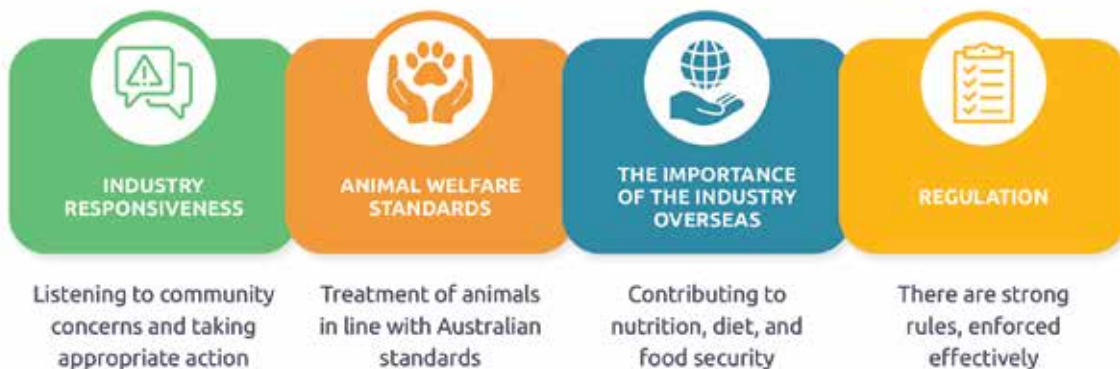 INDUSTRY
RESPONSIVENESS
Listening to community
concerns and taking
appropriate action
ANIMAL WELFARE
STANDARDS
Treatment of animals
in line with Australian
standards
THE IMPORTANCE
OF THE INDUSTRY
OVERSEAS
Contributing to
nutrition, diet, and
food security
REGULATION
There are strong
rules, enforced
effectively